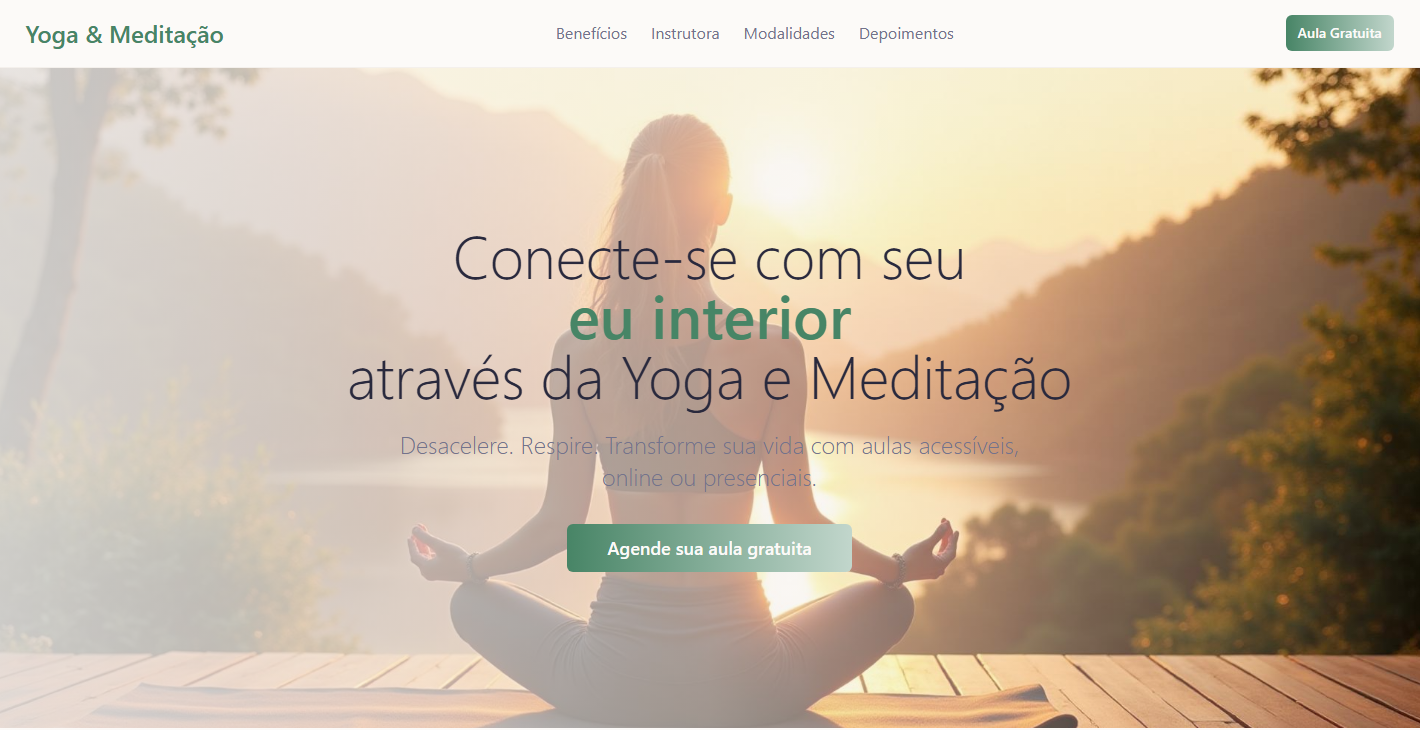 Yoga & Meditação
Benefícios
Instrutora
Modalidades
Depoimentos
Aula Gratuita
Conecte-se com seu
eu interior
através da Yoga e Meditação
Desacelere. Respire. Transforme sua vida com aulas acessíveis,
online ou presenciais.
Agende sua aula gratuita